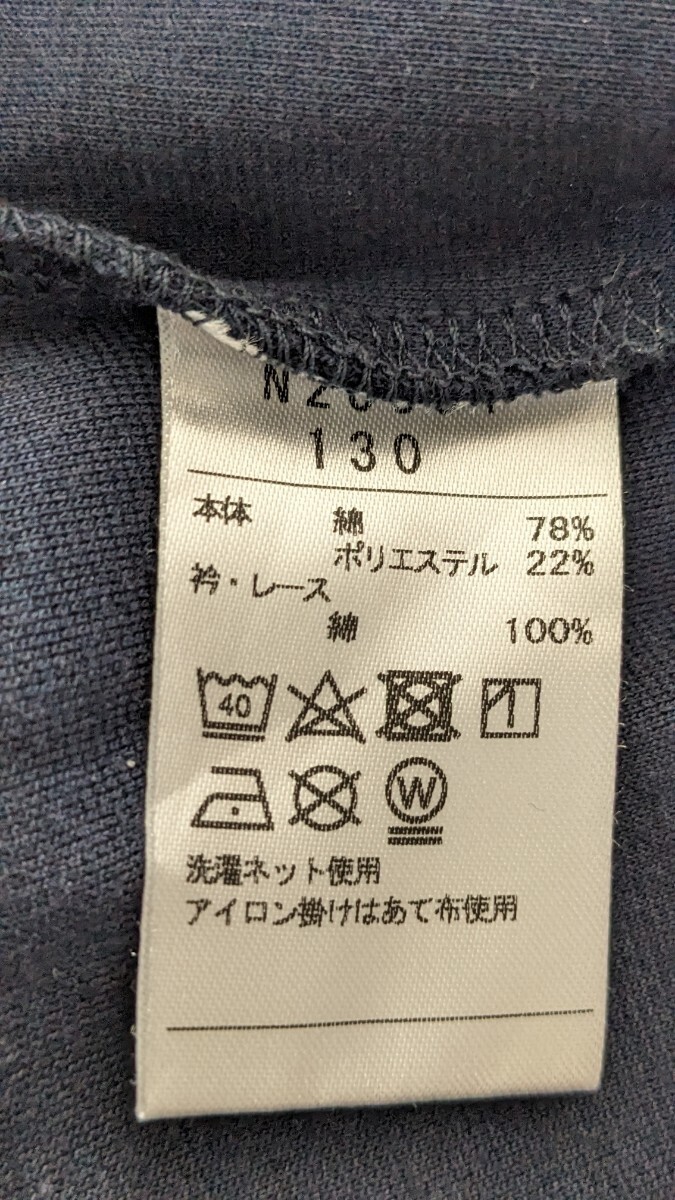 130
本体 綿 78%
ポリエステル 22%
衿・レース
綿 100%
40
W
洗濯ネット使用
アイロン掛けはあて布使用